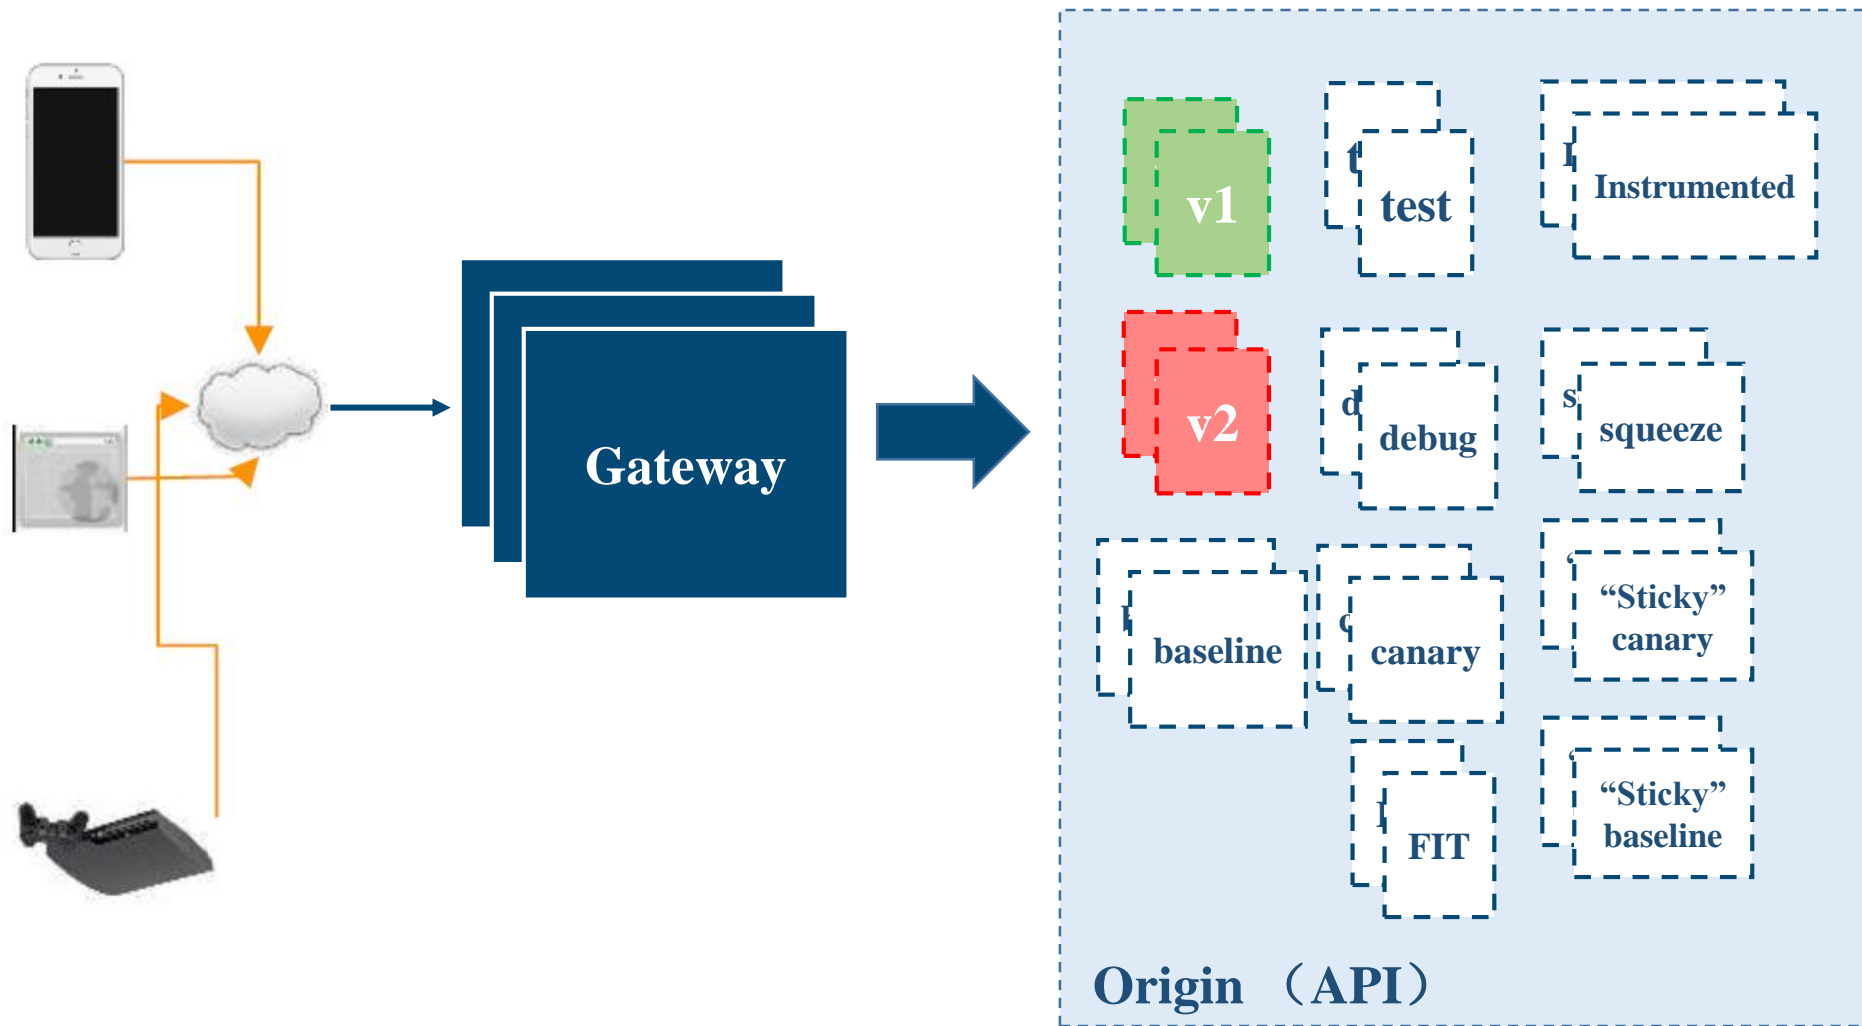 v1
test
Instrumented
v2
debug
squeeze
Gateway
baseline
canary
“Sticky”
canary
FIT
“Sticky”
baseline
Origin （API）